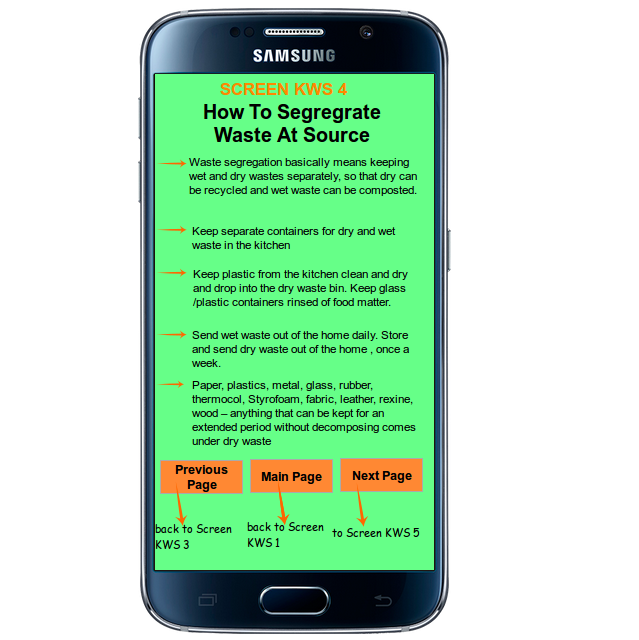 SAMSUNG
SCREEN KWS 4
How To Segregrate
Waste At Source
Waste segregation basically means keeping
wet and dry wastes separately, so that dry can
be recycled and wet waste can be composted.
Keep separate containers for dry and wet
waste in the kitchen
Keep plastic from the kitchen clean and dry
and drop into the dry waste bin. Keep glass
/plastic containers rinsed of food matter.
Send wet waste out of the home daily. Store
and send dry waste out of the home , once a
week.
Paper, plastics, metal, glass, rubber,
thermocol, Styrofoam, fabric, leather, rexine,
wood – anything that can be kept for an
extended period without decomposing comes
under dry waste
Previous
Page
Main Page
Next Page
back to Screen
KWS 3
back to Screen
KWS 1
to Screen KWS 5